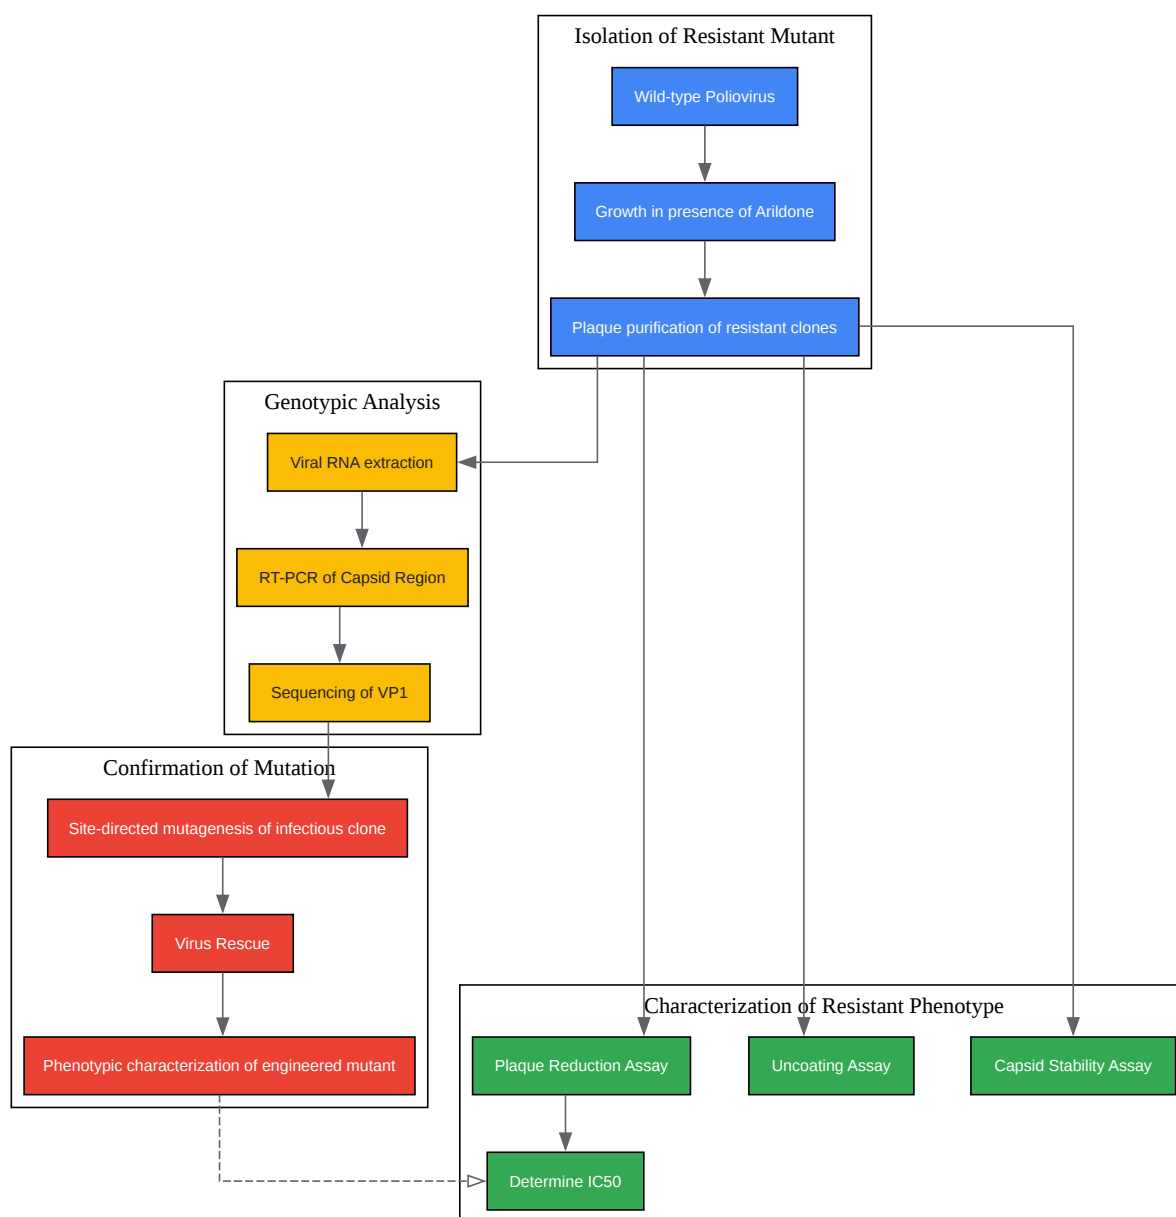 Isolation of Resistant Mutant
Wild-type Poliovirus
Growth in presence of Arildone
Plaque purification of resistant clones
Genotypic Analysis
Viral RNA extraction
RT-PCR of Capsid Region
Sequencing of VP1
Confirmation of Mutation
Site-directed mutagenesis of infectious clone
Virus Rescue
Phenotypic characterization of engineered mutant
Characterization of Resistant Phenotype
Plaque Reduction Assay
Uncoating Assay
Capsid Stability Assay
Determine IC50